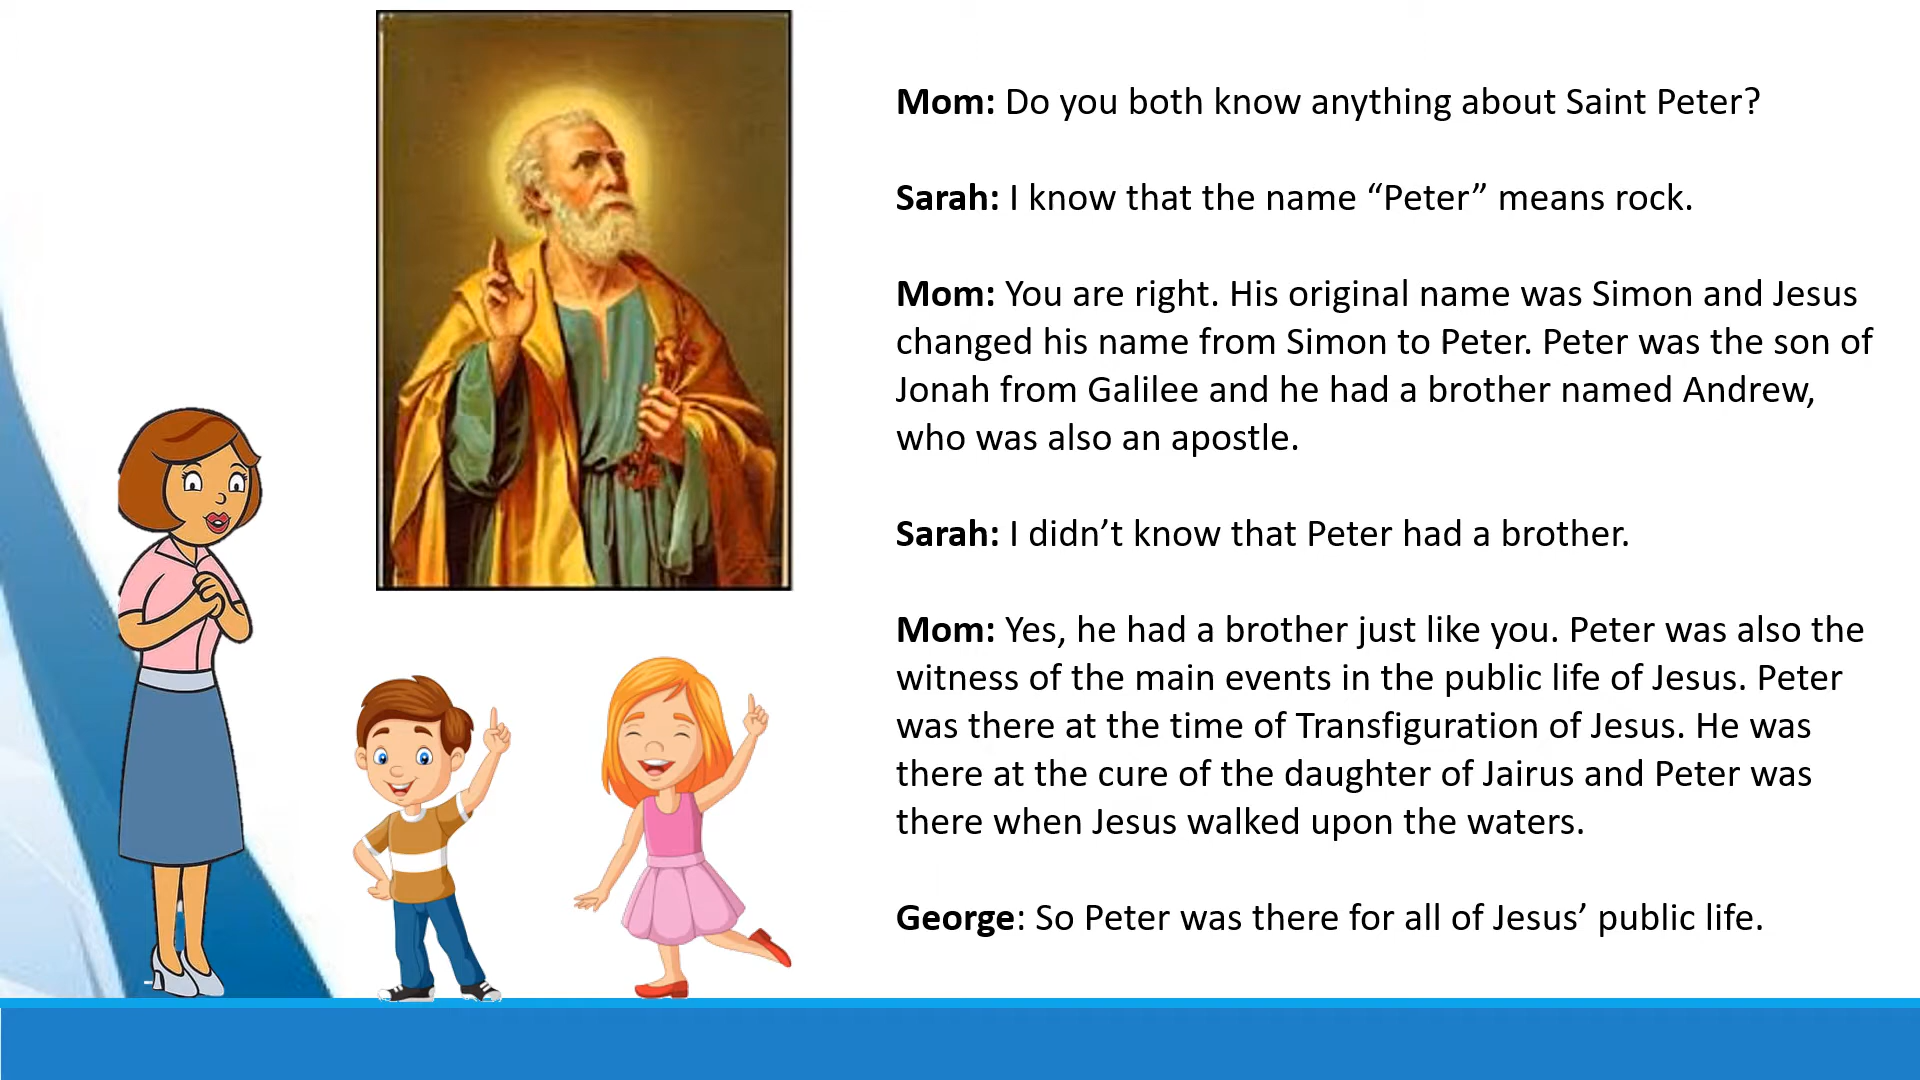 Mom: Do you both know anything about Saint Peter?
Sarah: I know that the name “Peter” means rock.
Mom: You are right. His original name was Simon and Jesus
changed his name from Simon to Peter. Peter was the son of
Jonah from Galilee and he had a brother named Andrew,
who was also an apostle.
Sarah: I didn’t know that Peter had a brother.
Mom: Yes, he had a brother just like you. Peter was also the
witness of the main events in the public life of Jesus. Peter
was there at the time of Transfiguration of Jesus. He was
there at the cure of the daughter of Jairus and Peter was
there when Jesus walked upon the waters.
George: So Peter was there for all of Jesus’ public life.